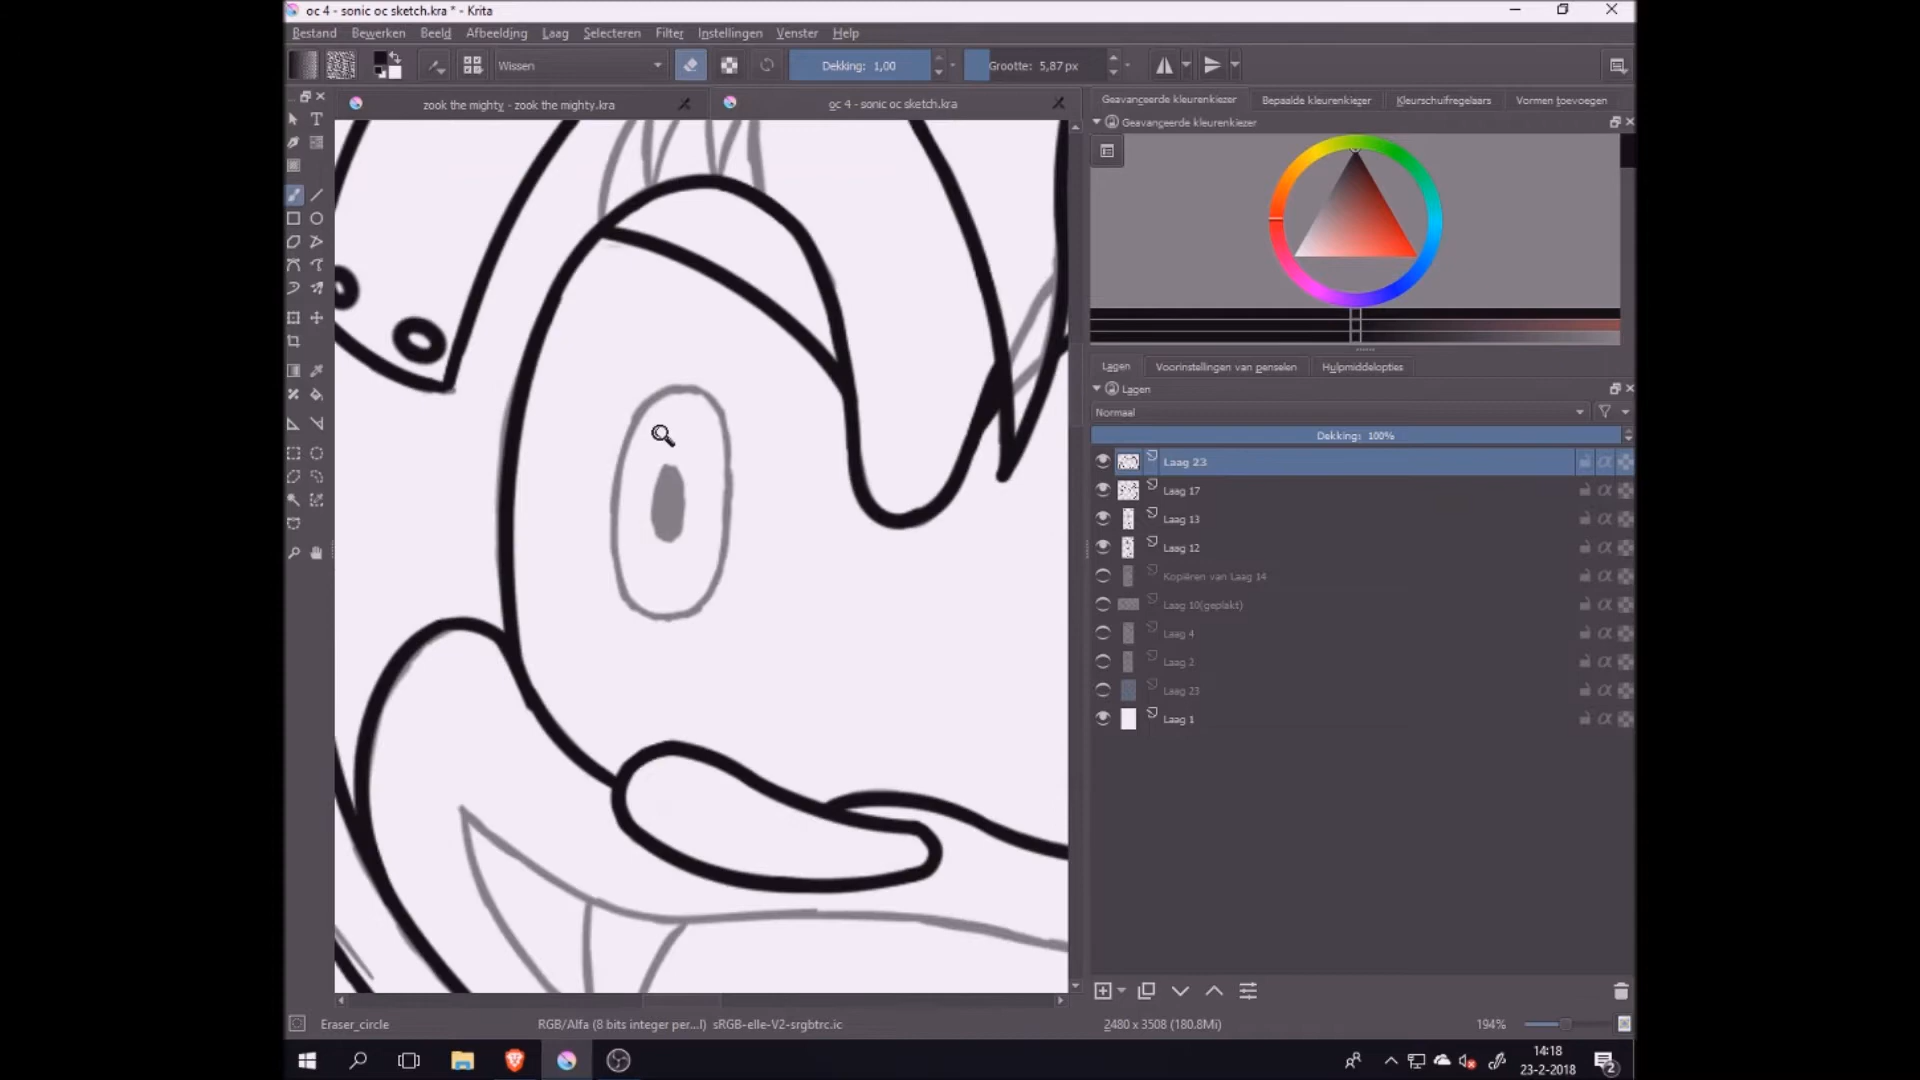 oc 4 - sonic oc sketch.kra * - Krita
Bestand Bewerken Beeld Afbeelding Laag Selecteren Filter Instellingen Venster Help
Wissen Dekking: 1,00 Grootte: 5,87 px
zook the mighty - zook the mighty.kra
oc 4 - sonic oc sketch.kra
Geavanceerde kleurenkiezer Bepaalde kleurenkiezer Kleurschuifregelaars Vormen toevoegen
Geavanceerde kleurenkiezer
Lagen Voorinstellingen van penselen Hulpmiddelopties
Lagen
Normaal
Dekking: 100%
Laag 23
Laag 17
Laag 13
Laag 12
Kopiëren van Laag 14
Laag 10(geplakt)
Laag 4
Laag 2
Laag 23
Laag 1
Eraser_circle RGB/Alfa (8 bits integer per...l) sRGB-elle-V2-srgbtrc.ic 2480 x 3508 (180.8Mi) 194%
14:18
23-2-2018
2